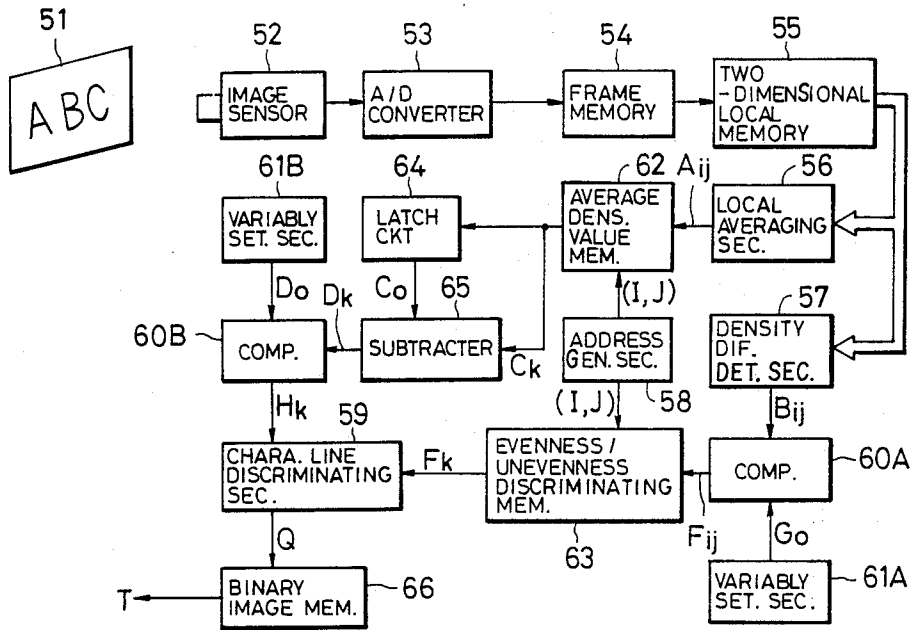 51
ABC
52
IMAGE
SENSOR
53
A/D
CONVERTER
54
FRAME
MEMORY
55
TWO
-DIMENSIONAL
LOCAL
MEMORY
61B
VARIABLY
SET. SEC.
64
LATCH
CKT
62
AVERAGE
DENS.
VALUE
MEM.
Aij
56
LOCAL
AVERAGING
SEC.
Do
Co
(I,J)
57
DENSITY
DIF.
DET. SEC.
60B
COMP.
Dk
65
SUBTRACTER
Ck
ADDRESS
GEN. SEC.
58
(I,J)
Bij
Hk
59
CHARA. LINE
DISCRIMINATING
SEC.
Fk
EVENNESS /
UNEVENNESS
DISCRIMINATING
MEM.
63
Fij
COMP.
60A
Go
Q
T
BINARY
IMAGE MEM.
66
VARIABLY
SET. SEC.
61A